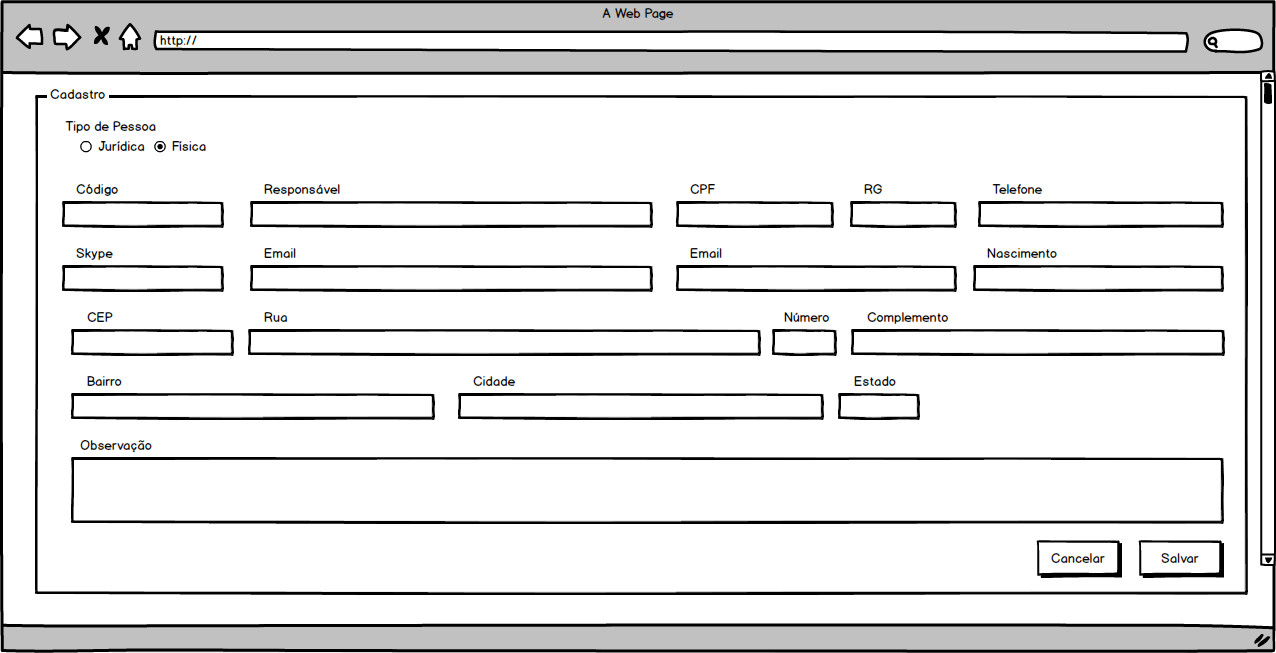 A Web Page
http://
Cadastro
Tipo de Pessoa
Jurídica Física
Código Responsável CPF RG Telefone
Skype Email Email Nascimento
CEP Rua Número Complemento
Bairro Cidade Estado
Observação
Cancelar Salvar